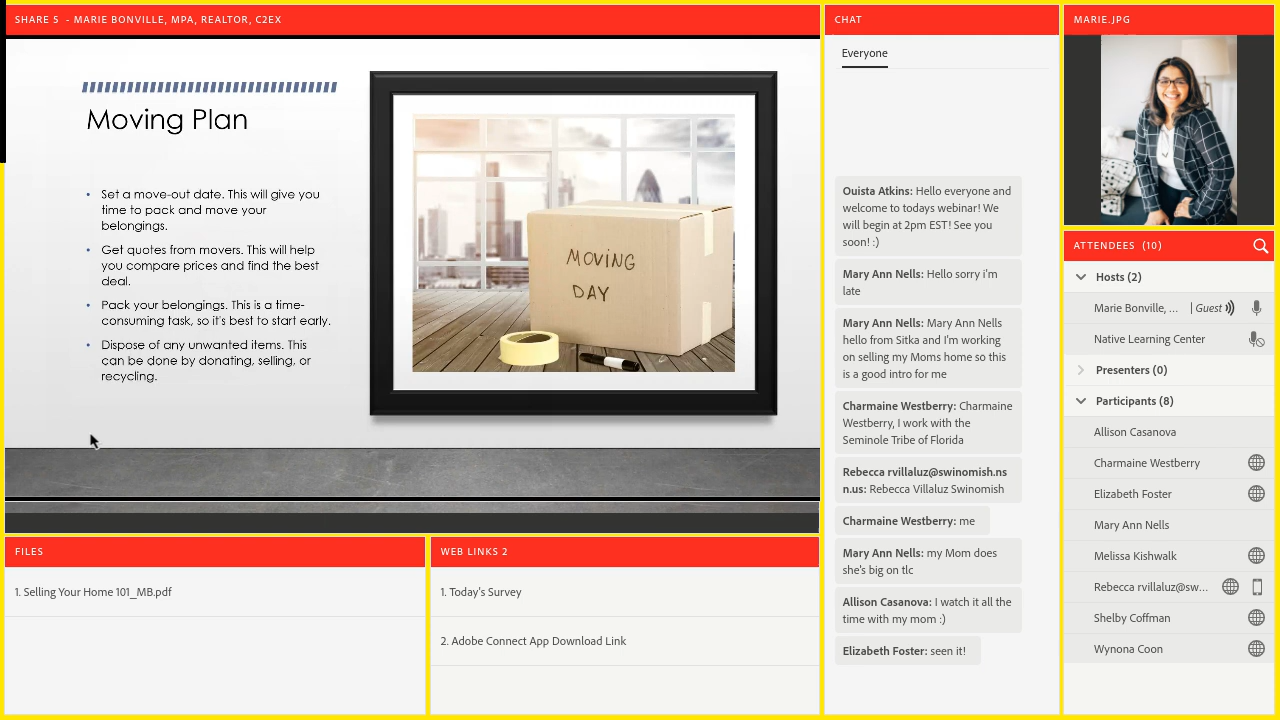 SHARE 5 - MARIE BONVILLE, MPA, REALTOR, C2EX
Moving Plan
• Set a move-out date. This will give you
time to pack and move your
belongings.
• Get quotes from movers. This will help
you compare prices and find the best
deal.
• Pack your belongings. This is a time-
consuming task, so it's best to start early.
• Dispose of any unwanted items. This
can be done by donating, selling, or
recycling.
MOVING
DAY
FILES
1. Selling Your Home 101_MB.pdf
WEB LINKS 2
1. Today's Survey
2. Adobe Connect App Download Link
CHAT
Everyone
Ouista Atkins: Hello everyone and
welcome to todays webinar! We
will begin at 2pm EST! See you
soon! :)
Mary Ann Nells: Hello sorry i'm
late
Mary Ann Nells: Mary Ann Nells
hello from Sitka and I'm working
on selling my Moms home so this
is a good intro for me
Charmaine Westberry: Charmaine
Westberry, I work with the
Seminole Tribe of Florida
Rebecca rvillaluz@swinomish.ns
n.us: Rebecca Villaluz Swinomish
Charmaine Westberry: me
Mary Ann Nells: my Mom does
she's big on tlc
Allison Casanova: I watch it all the
time with my mom :)
Elizabeth Foster: seen it!
MARIE.JPG
ATTENDEES (10)
Hosts (2)
Marie Bonville, ... | Guest
Native Learning Center
Presenters (0)
Participants (8)
Allison Casanova
Charmaine Westberry
Elizabeth Foster
Mary Ann Nells
Melissa Kishwalk
Rebecca rvillaluz@sw...
Shelby Coffman
Wynona Coon